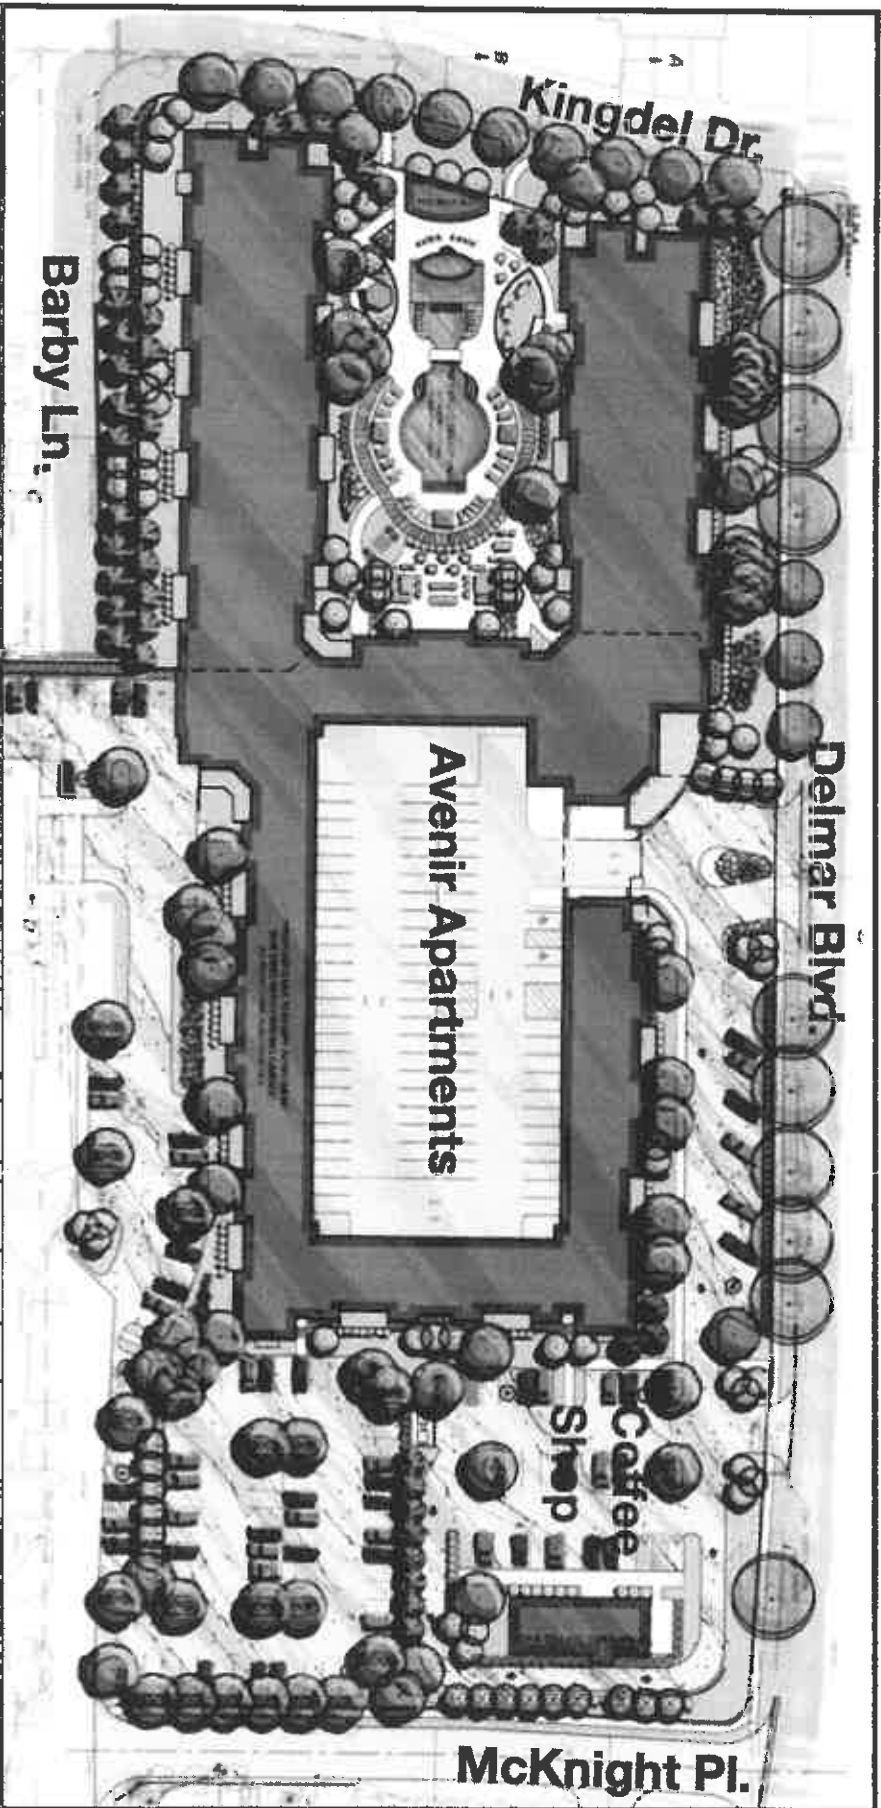 Kingdel Dr.
Barby Ln.
Delmar Blvd.
Avenir Apartments
Coffee
Shop
McKnight Pl.
B
A